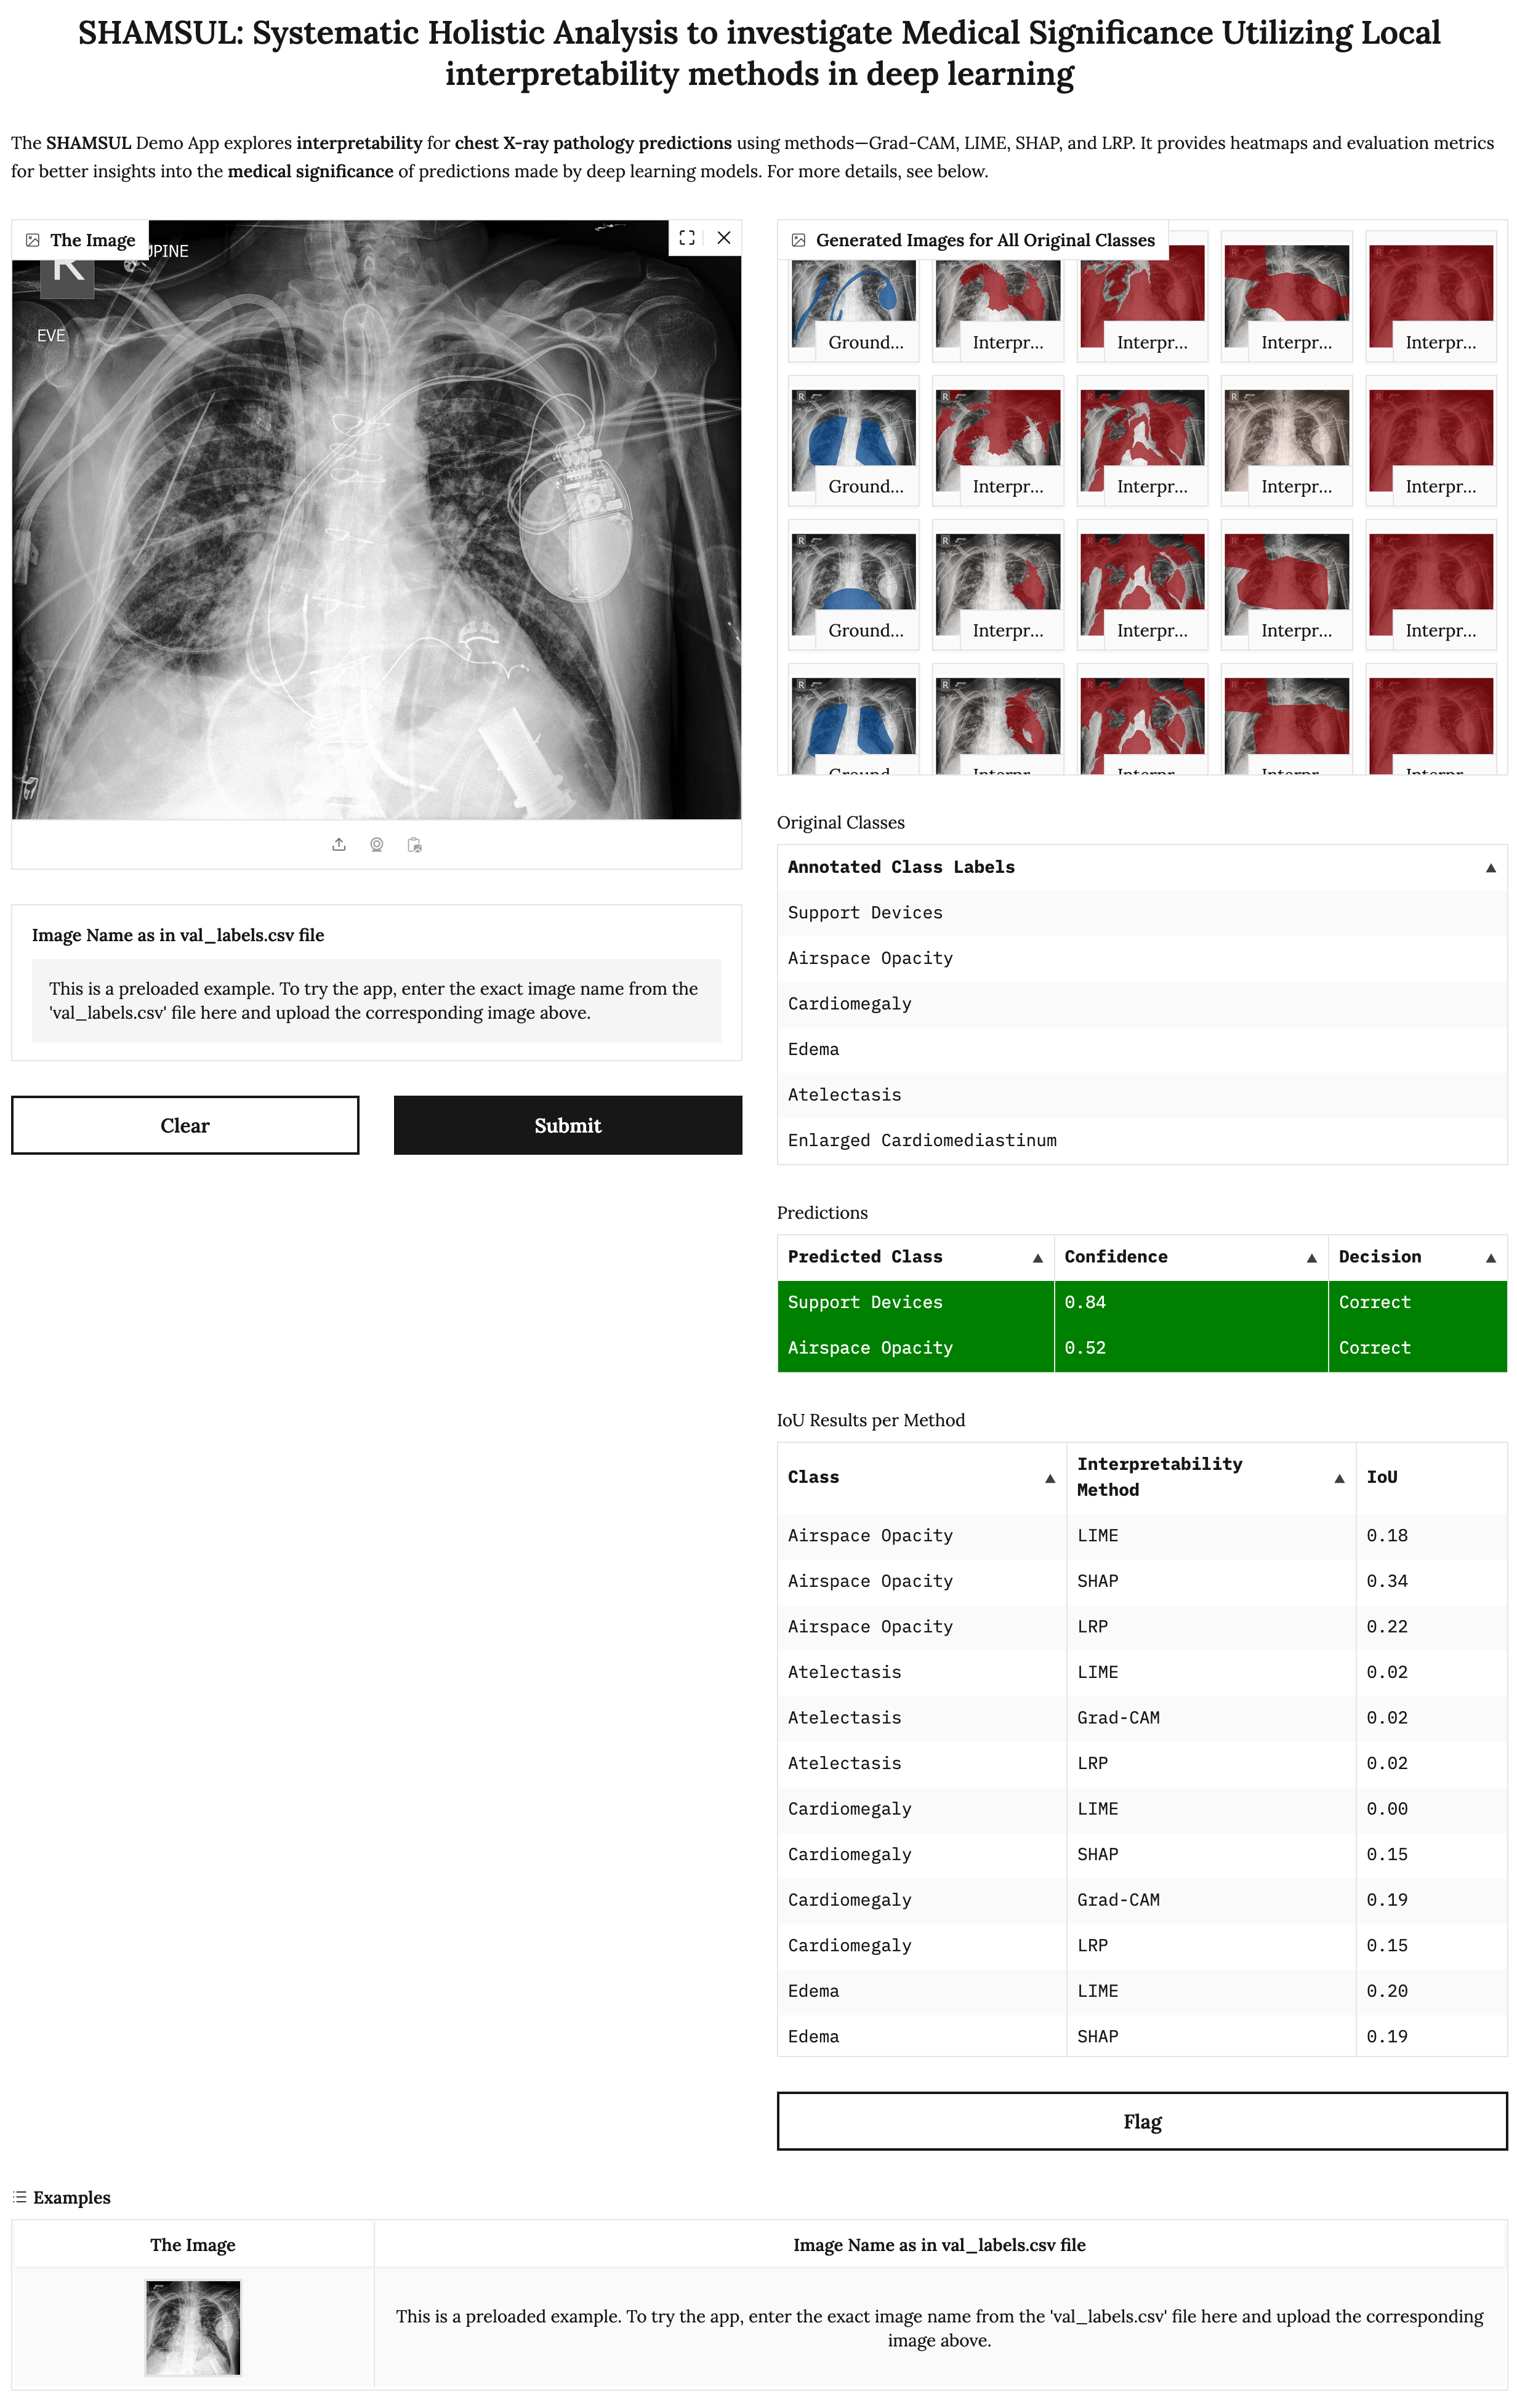 SHAMSUL: Systematic Holistic Analysis to investigate Medical Significance Utilizing Local
interpretability methods in deep learning
The SHAMSUL Demo App explores interpretability for chest X-ray pathology predictions using methods—Grad-CAM, LIME, SHAP, and LRP. It provides heatmaps and evaluation metrics
for better insights into the medical significance of predictions made by deep learning models. For more details, see below.
The Image
R
EVE
Image Name as in val_labels.csv file
This is a preloaded example. To try the app, enter the exact image name from the
'val_labels.csv' file here and upload the corresponding image above.
Clear
Submit
Generated Images for All Original Classes
Ground...
Interpr...
Interpr...
Interpr...
Interpr...
Ground...
Interpr...
Interpr...
Interpr...
Interpr...
Ground...
Interpr...
Interpr...
Interpr...
Interpr...
Original Classes
Annotated Class Labels
Support Devices
Airspace Opacity
Cardiomegaly
Edema
Atelectasis
Enlarged Cardiomediastinum
Predictions
Predicted Class Confidence Decision
Support Devices 0.84 Correct
Airspace Opacity 0.52 Correct
IoU Results per Method
Class Interpretability Method IoU
Airspace Opacity LIME 0.18
Airspace Opacity SHAP 0.34
Airspace Opacity LRP 0.22
Atelectasis LIME 0.02
Atelectasis Grad-CAM 0.02
Atelectasis LRP 0.02
Cardiomegaly LIME 0.00
Cardiomegaly SHAP 0.15
Cardiomegaly Grad-CAM 0.19
Cardiomegaly LRP 0.15
Edema LIME 0.20
Edema SHAP 0.19
Flag
Examples
The Image Image Name as in val_labels.csv file
This is a preloaded example. To try the app, enter the exact image name from the 'val_labels.csv' file here and upload the corresponding
image above.